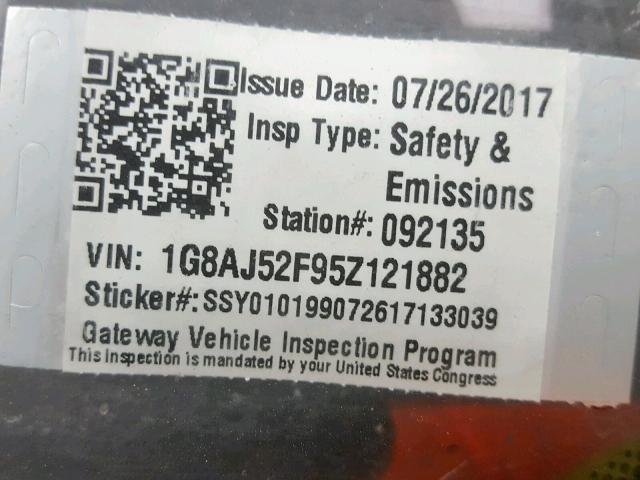 Issue Date: 07/26/2017
Insp Type: Safety &
Emissions
Station#: 092135
VIN: 1G8AJ52F95Z121882
Sticker#: SSY010199072617133039
Gateway Vehicle Inspection Program
This inspection is mandated by your United States Congress